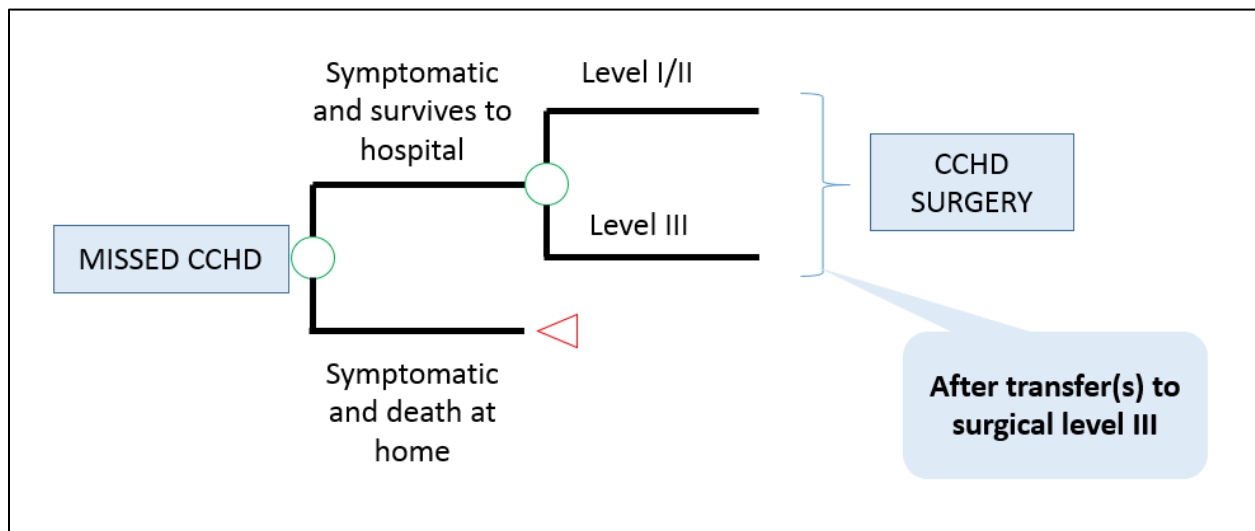 Symptomatic
and survives to
hospital
Level I/II
Level III
MISSED CCHD
CCHD
SURGERY
Symptomatic
and death at
home
After transfer(s) to
surgical level III